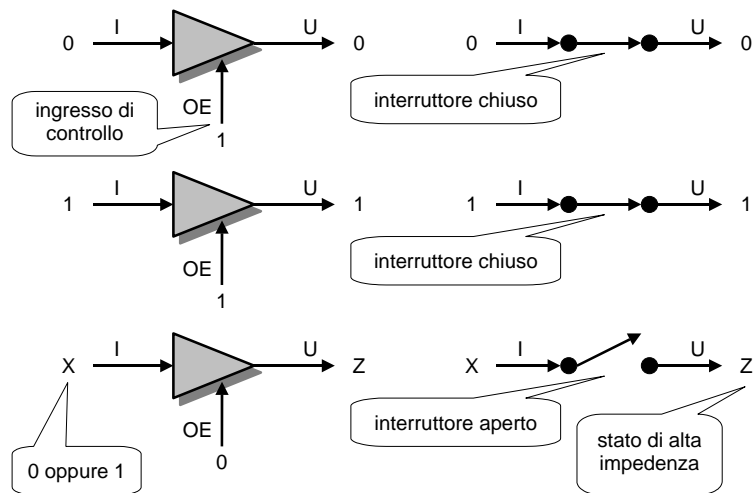 I U I U
0 0 0 0
interruttore chiuso
ingresso di
controllo
OE
1
I U I U
1 1 1 1
interruttore chiuso
OE
1
I U I U
X Z X Z
interruttore aperto
OE
0
0 oppure 1
stato di alta
impedenza